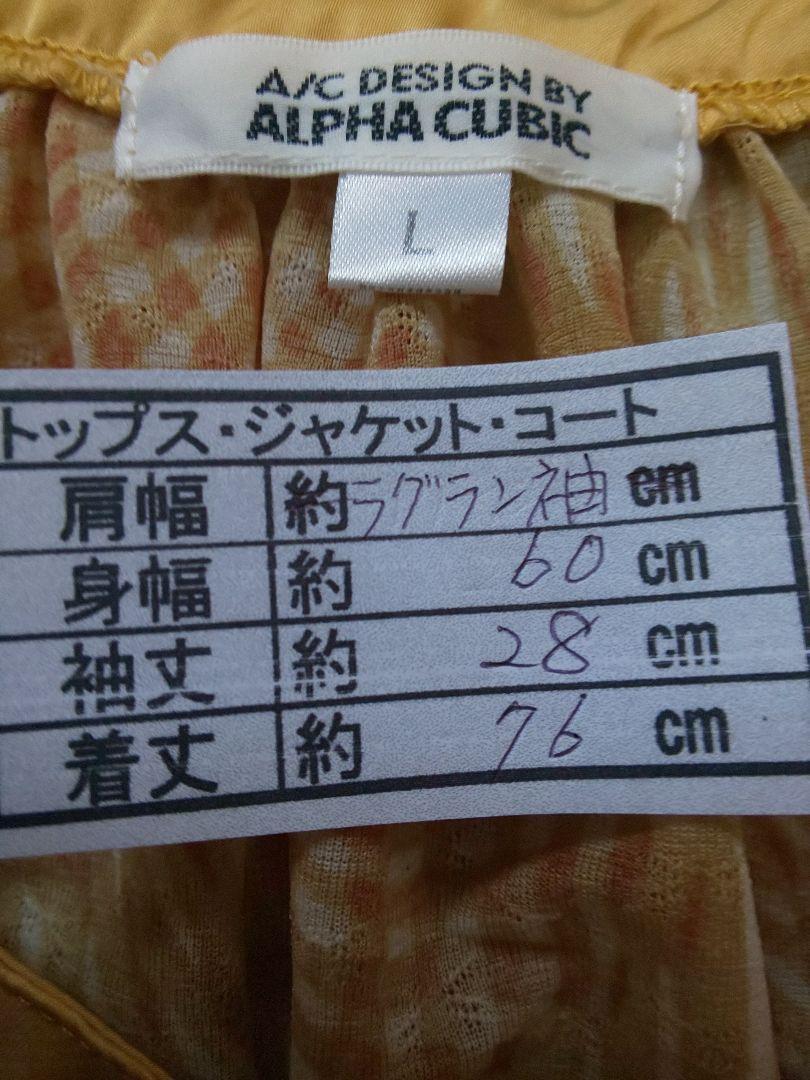 A/C DESIGN BY
ALPHA CUBIC
L
トップス・ジャケット・コート
肩幅 約ラグラン袖 cm
身幅 約 60 cm
袖丈 約 28 cm
着丈 約 76 cm